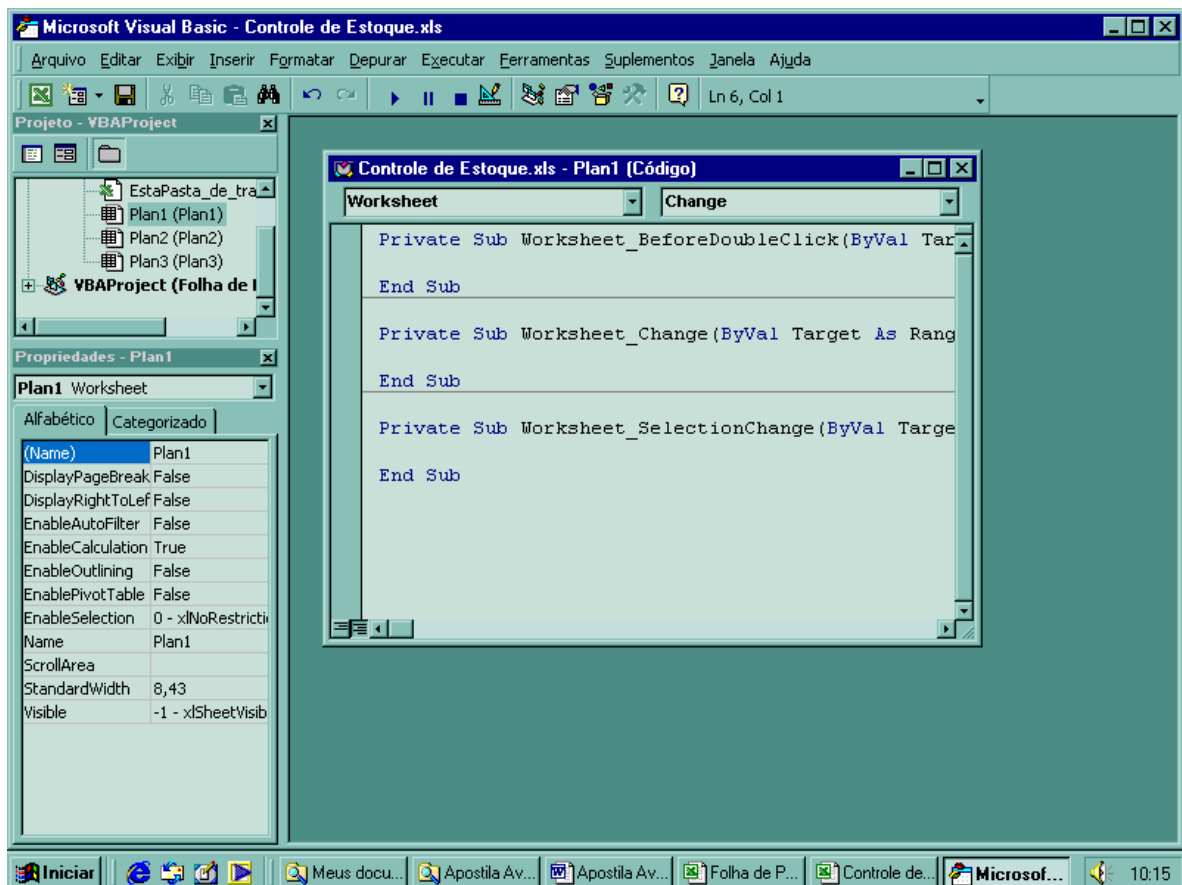 Microsoft Visual Basic - Controle de Estoque.xls
Arquivo Editar Exibir Inserir Formatar Depurar Executar Ferramentas Suplementos Janela Ajuda
Ln 6, Col 1
Projeto - VBAProject
EstaPasta_de_tra
Plan1 (Plan1)
Plan2 (Plan2)
Plan3 (Plan3)
VBAProject (Folha de
Propriedades - Plan1
Plan1 Worksheet
Alfabético Categorizado
(Name) Plan1
DisplayPageBreak False
DisplayRightToLef False
EnableAutoFilter False
EnableCalculation True
EnableOutlining False
EnablePivotTable False
EnableSelection 0 - xlNoRestricti
Name Plan1
ScrollArea
StandardWidth 8,43
Visible -1 - xlSheetVisib
Controle de Estoque.xls - Plan1 (Código)
Worksheet Change
Private Sub Worksheet_BeforeDoubleClick(ByVal Tar
End Sub
Private Sub Worksheet_Change(ByVal Target As Rang
End Sub
Private Sub Worksheet_SelectionChange(ByVal Targe
End Sub
Iniciar Meus docu... Apostila Av... Apostila Av... Folha de P... Controle de... Microsof... 10:15